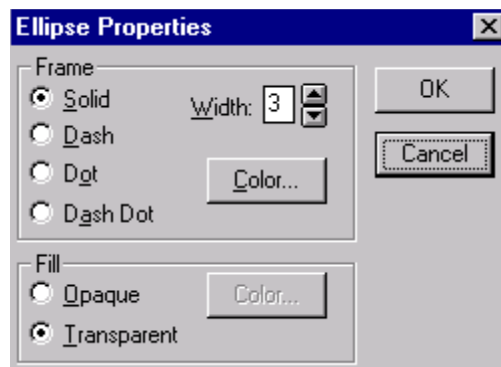 Ellipse Properties
Frame
Solid
Width: 3
Dash
Dot
Color...
Dash Dot
OK
Cancel
Fill
Opaque
Color...
Transparent